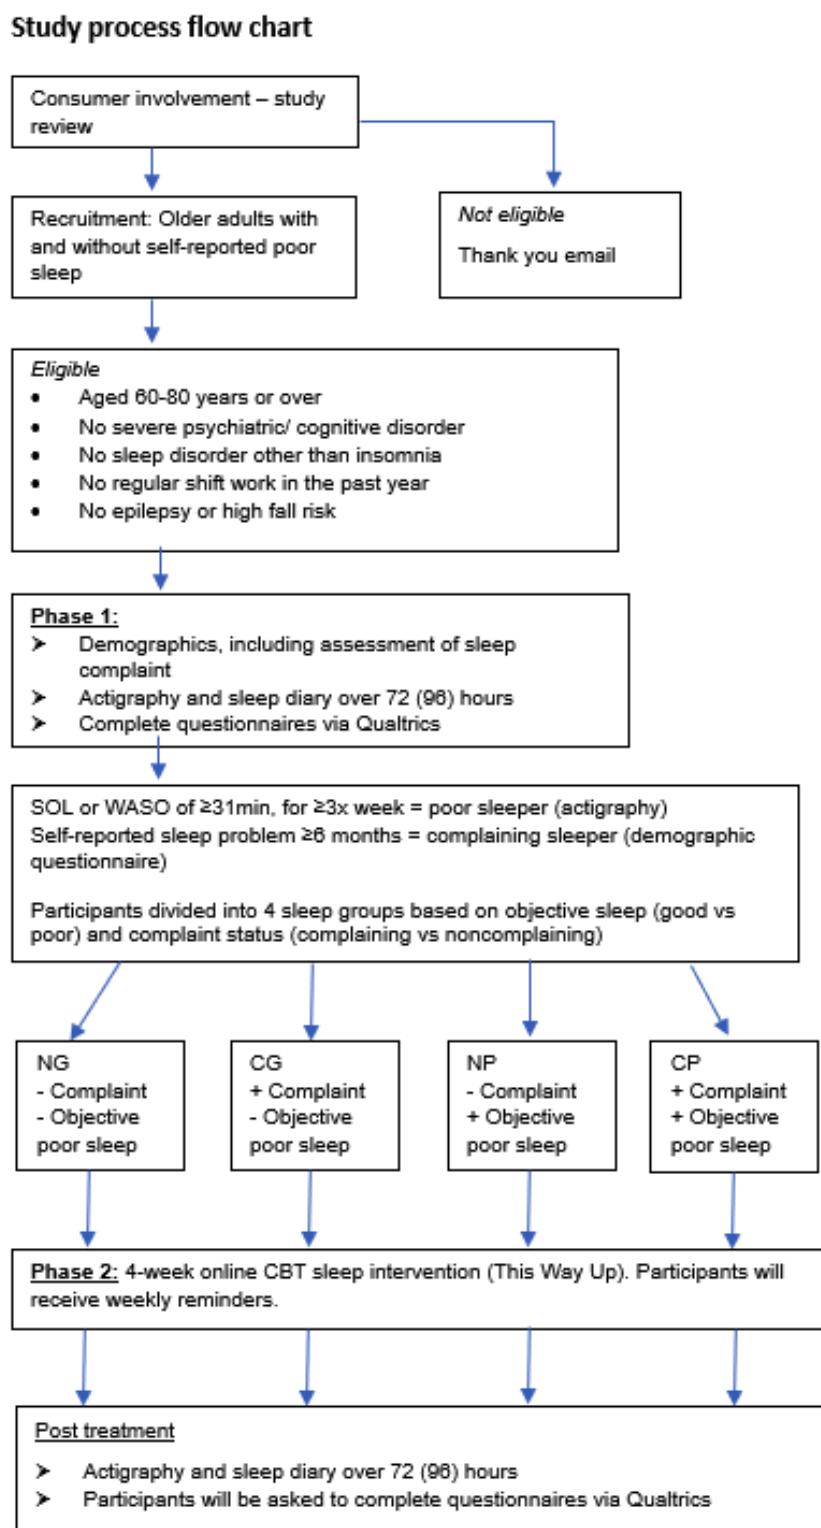 Study process flow chart
Consumer involvement – study
review
Recruitment: Older adults with
and without self-reported poor
sleep
Not eligible
Thank you email
Eligible
• Aged 60-80 years or over
• No severe psychiatric/ cognitive disorder
• No sleep disorder other than insomnia
• No regular shift work in the past year
• No epilepsy or high fall risk
Phase 1:
➤ Demographics, including assessment of sleep
complaint
➤ Actigraphy and sleep diary over 72 (96) hours
➤ Complete questionnaires via Qualtrics
SOL or WASO of ≥31min, for ≥3x week = poor sleeper (actigraphy)
Self-reported sleep problem ≥6 months = complaining sleeper (demographic
questionnaire)
Participants divided into 4 sleep groups based on objective sleep (good vs
poor) and complaint status (complaining vs noncomplaining)
NG
- Complaint
- Objective
poor sleep
CG
+ Complaint
- Objective
poor sleep
NP
- Complaint
+ Objective
poor sleep
CP
+ Complaint
+ Objective
poor sleep
Phase 2: 4-week online CBT sleep intervention (This Way Up). Participants will
receive weekly reminders.
Post treatment
➤ Actigraphy and sleep diary over 72 (96) hours
➤ Participants will be asked to complete questionnaires via Qualtrics